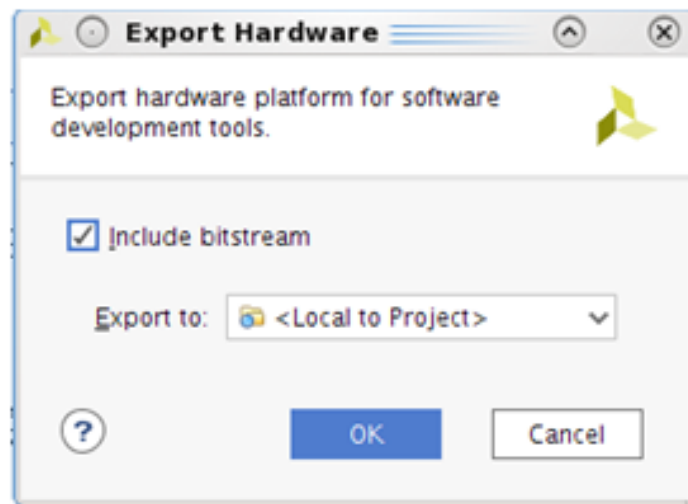 Export Hardware
Export hardware platform for software
development tools.
Include bitstream
Export to: <Local to Project>
? OK Cancel